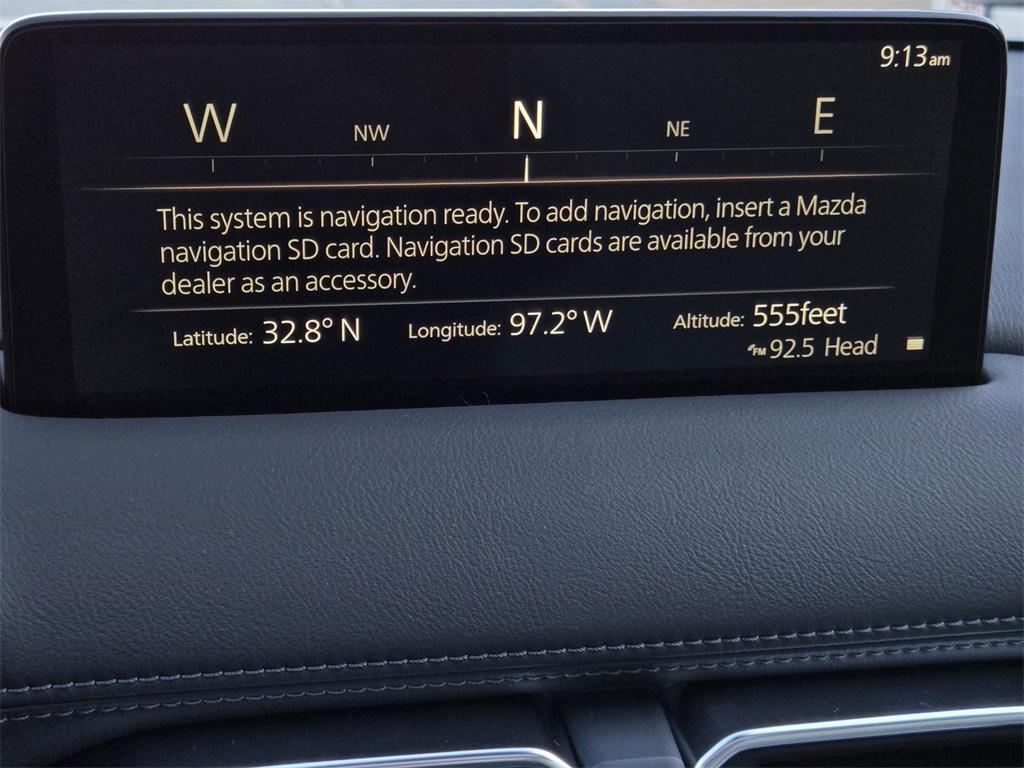 9:13am
W NW N NE E
This system is navigation ready. To add navigation, insert a Mazda
navigation SD card. Navigation SD cards are available from your
dealer as an accessory.
Latitude: 32.8° N Longitude: 97.2° W Altitude: 555feet
FM 92.5 Head